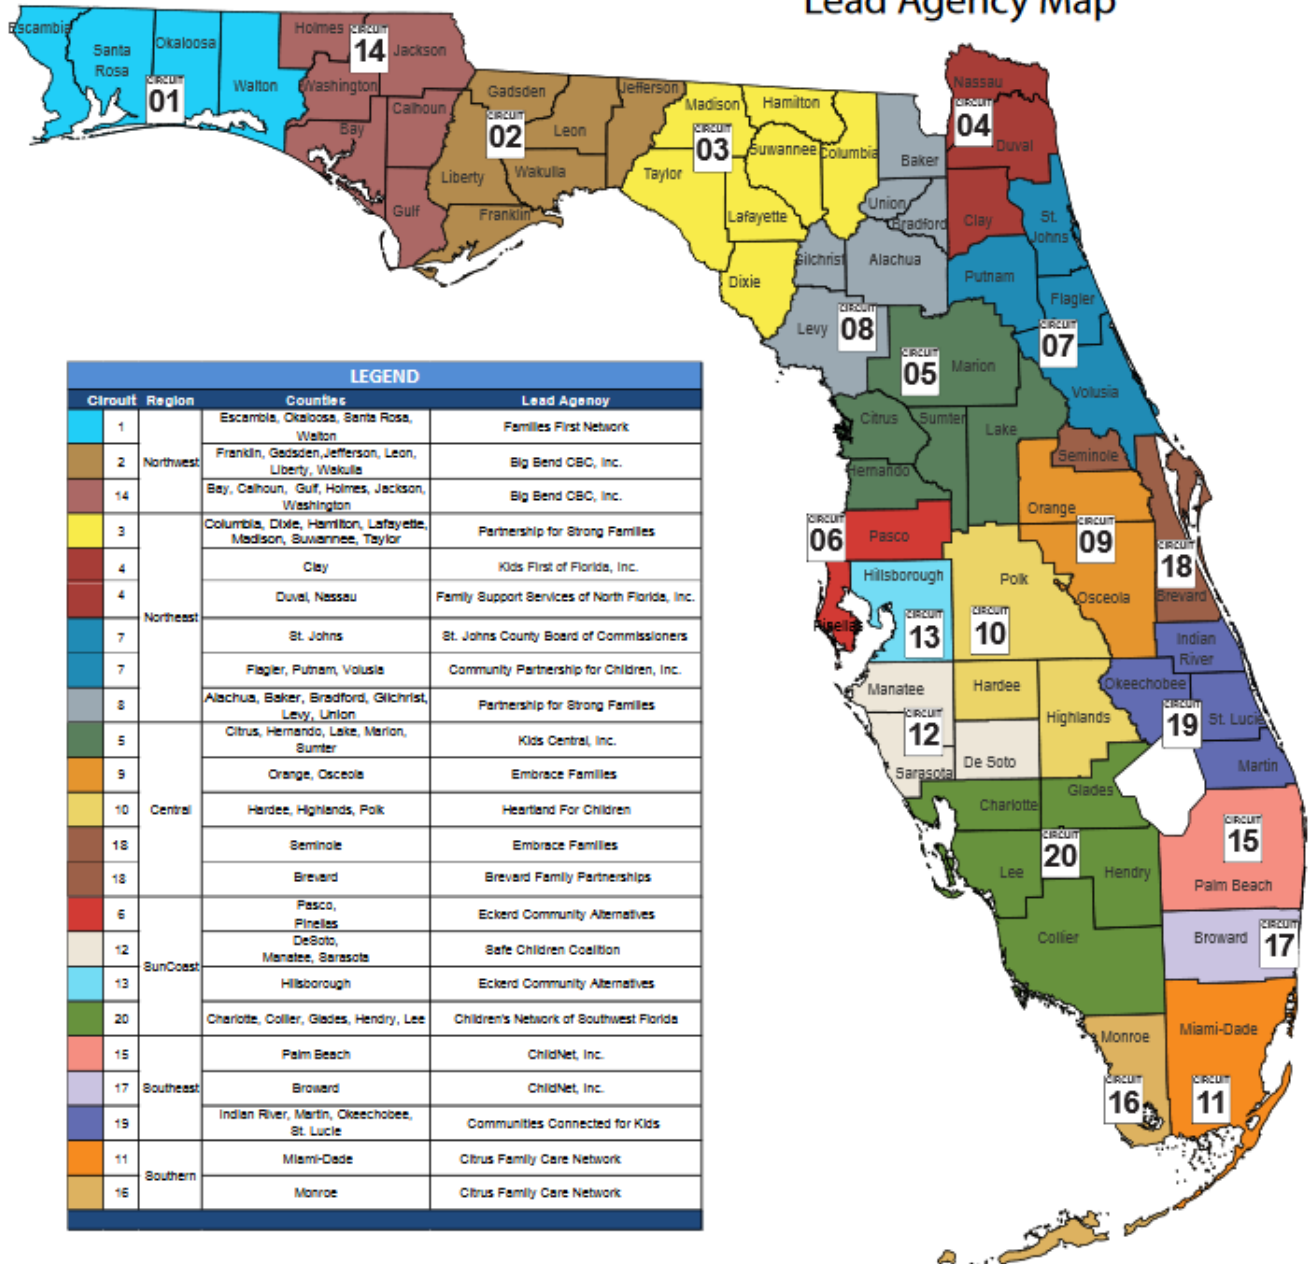 Lead Agency Map
Escambia
Santa
Rosa
Okaloosa
Walton
CIRCUIT
01
Holmes
CIRCUIT
14
Jackson
Washington
Calhoun
Bay
Gulf
Gadsden
CIRCUIT
02
Leon
Jefferson
Liberty
Wakulla
Franklin
Madison
Hamilton
CIRCUIT
03
Suwannee
Columbia
Taylor
Lafayette
Dixie
Nassau
CIRCUIT
04
Duval
Clay
Baker
Union
Bradford
Gilchrist
Alachua
Levy
CIRCUIT
08
St.
Johns
Putnam
Flagler
CIRCUIT
07
Volusia
CIRCUIT
05
Marion
Citrus
Sumter
Lake
Hernando
Seminole
Orange
CIRCUIT
09
Osceola
CIRCUIT
06
Pasco
Pinellas
Hillsborough
CIRCUIT
13
Polk
CIRCUIT
10
CIRCUIT
18
Brevard
Indian
River
Manatee
Hardee
Highlands
Okeechobee
CIRCUIT
19
St. Lucie
CIRCUIT
12
Sarasota
De Soto
Martin
Charlotte
Glades
CIRCUIT
20
Lee
Hendry
Collier
CIRCUIT
15
Palm Beach
Broward
CIRCUIT
17
Monroe
CIRCUIT
16
Miami-Dade
CIRCUIT
11
LEGEND
Circuit Region Counties Lead Agency
1 Escambia, Okaloosa, Santa Rosa,
Walton Families First Network
Northwest
2 Franklin, Gadsden,Jefferson, Leon,
Liberty, Wakulla Big Bend CBC, Inc.
14 Bay, Calhoun, Gulf, Holmes, Jackson,
Washington Big Bend CBC, Inc.
Northeast
3 Columbia, Dixie, Hamilton, Lafayette,
Madison, Suwannee, Taylor Partnership for Strong Families
4 Clay Kids First of Florida, Inc.
4 Duval, Nassau Family Support Services of North Florida, Inc.
7 St. Johns St. Johns County Board of Commissioners
7 Flagler, Putnam, Volusia Community Partnership for Children, Inc.
8 Alachua, Baker, Bradford, Gilchrist,
Levy, Union Partnership for Strong Families
Central
5 Citrus, Hernando, Lake, Marion,
Sumter Kids Central, Inc.
9 Orange, Osceola Embrace Families
10 Hardee, Highlands, Polk Heartland For Children
18 Seminole Embrace Families
18 Brevard Brevard Family Partnerships
SunCoast
6 Pasco,
Pinellas Eckerd Community Alternatives
12 DeSoto,
Manatee, Sarasota Safe Children Coalition
13 Hillsborough Eckerd Community Alternatives
20 Charlotte, Collier, Glades, Hendry, Lee Children's Network of Southwest Florida
Southeast
15 Palm Beach ChildNet, Inc.
17 Broward ChildNet, Inc.
19 Indian River, Martin, Okeechobee,
St. Lucie Communities Connected for Kids
Southern
11 Miami-Dade Citrus Family Care Network
16 Monroe Citrus Family Care Network